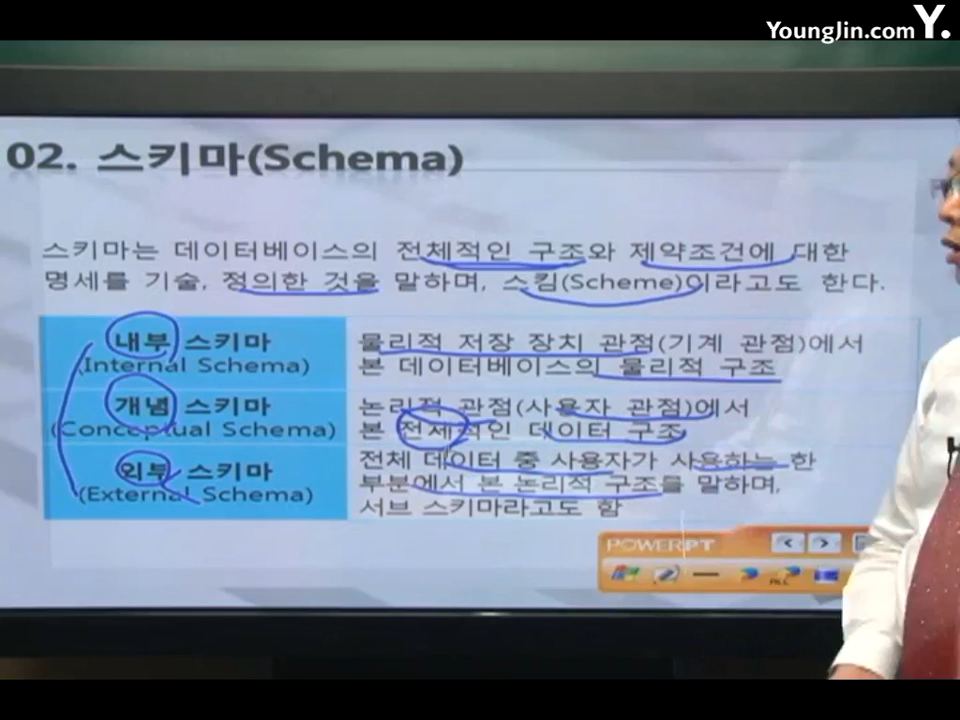 YoungJin.com Y.
02. 스키마(Schema)
스키마는 데이터베이스의 전체적인 구조와 제약조건에 대한
명세를 기술, 정의한 것을 말하며, 스킴(Scheme)이라고도 한다.
내부 스키마
(Internal Schema)
물리적 저장 장치 관점(기계 관점)에서
본 데이터베이스의 물리적 구조
개념 스키마
(Conceptual Schema)
논리적 관점(사용자 관점)에서
본 전체적인 데이터 구조
외부 스키마
(External Schema)
전체 데이터 중 사용자가 사용하는 한
부분에서 본 논리적 구조를 말하며,
서브 스키마라고도 함
POWERPT
ALL